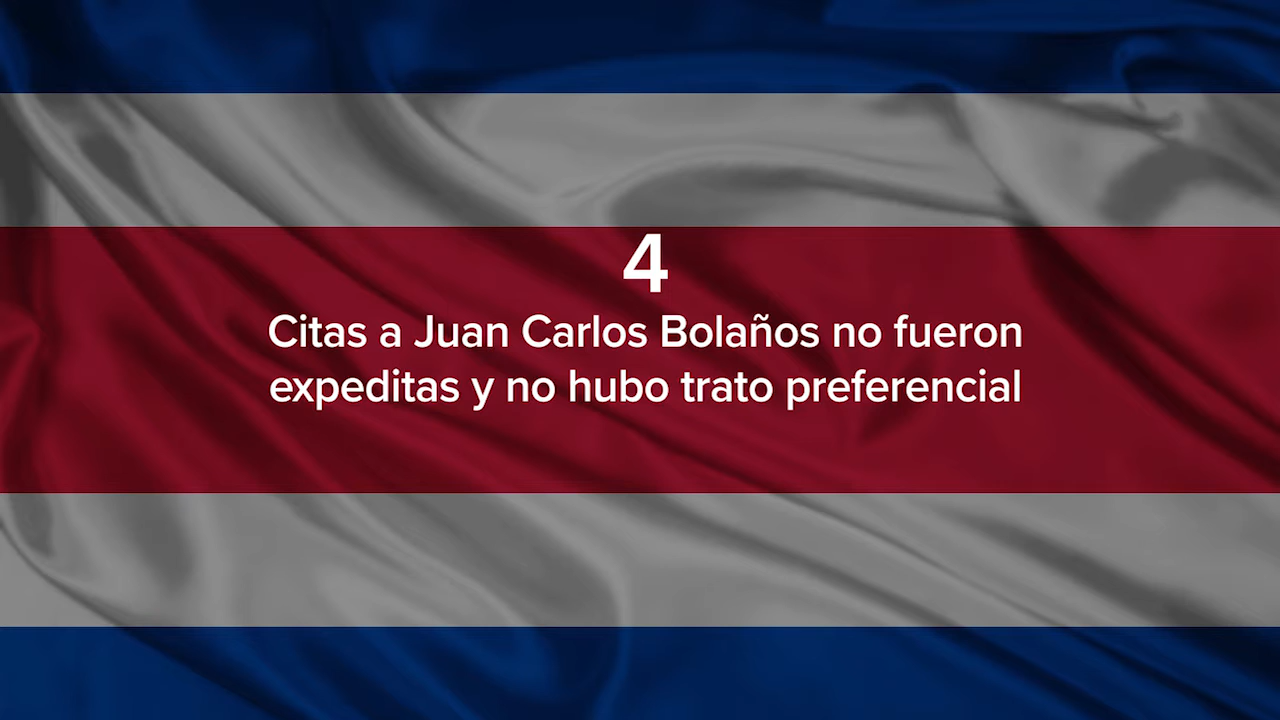 4
Citas a Juan Carlos Bolaños no fueron
expeditas y no hubo trato preferencial